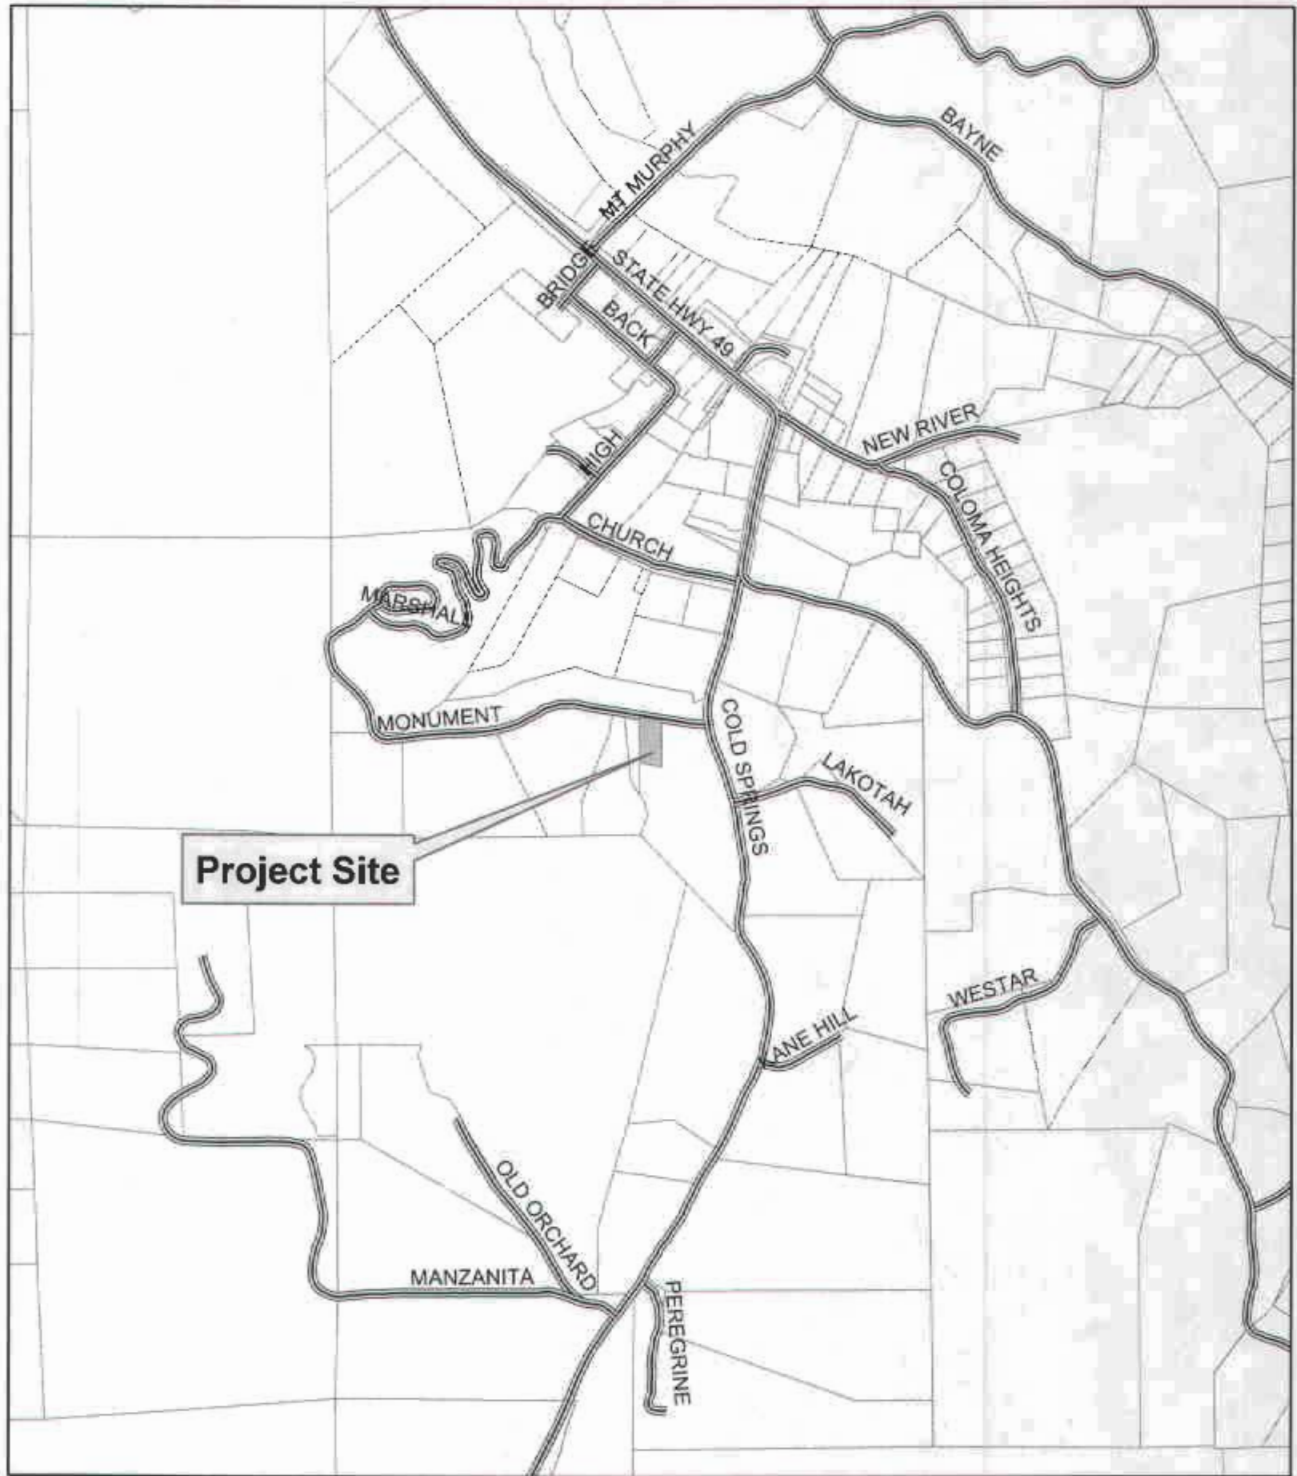 BAYNE
MT MURPHY
BRIDGE
STATE HWY 49
BACK
NEW RIVER
HIGH
COLOMA HEIGHTS
CHURCH
MARSHALL
MONUMENT
COLD SPRINGS
LAKOTAH
Project Site
WESTAR
LANE HILL
OLD ORCHARD
MANZANITA
PEREGRINE